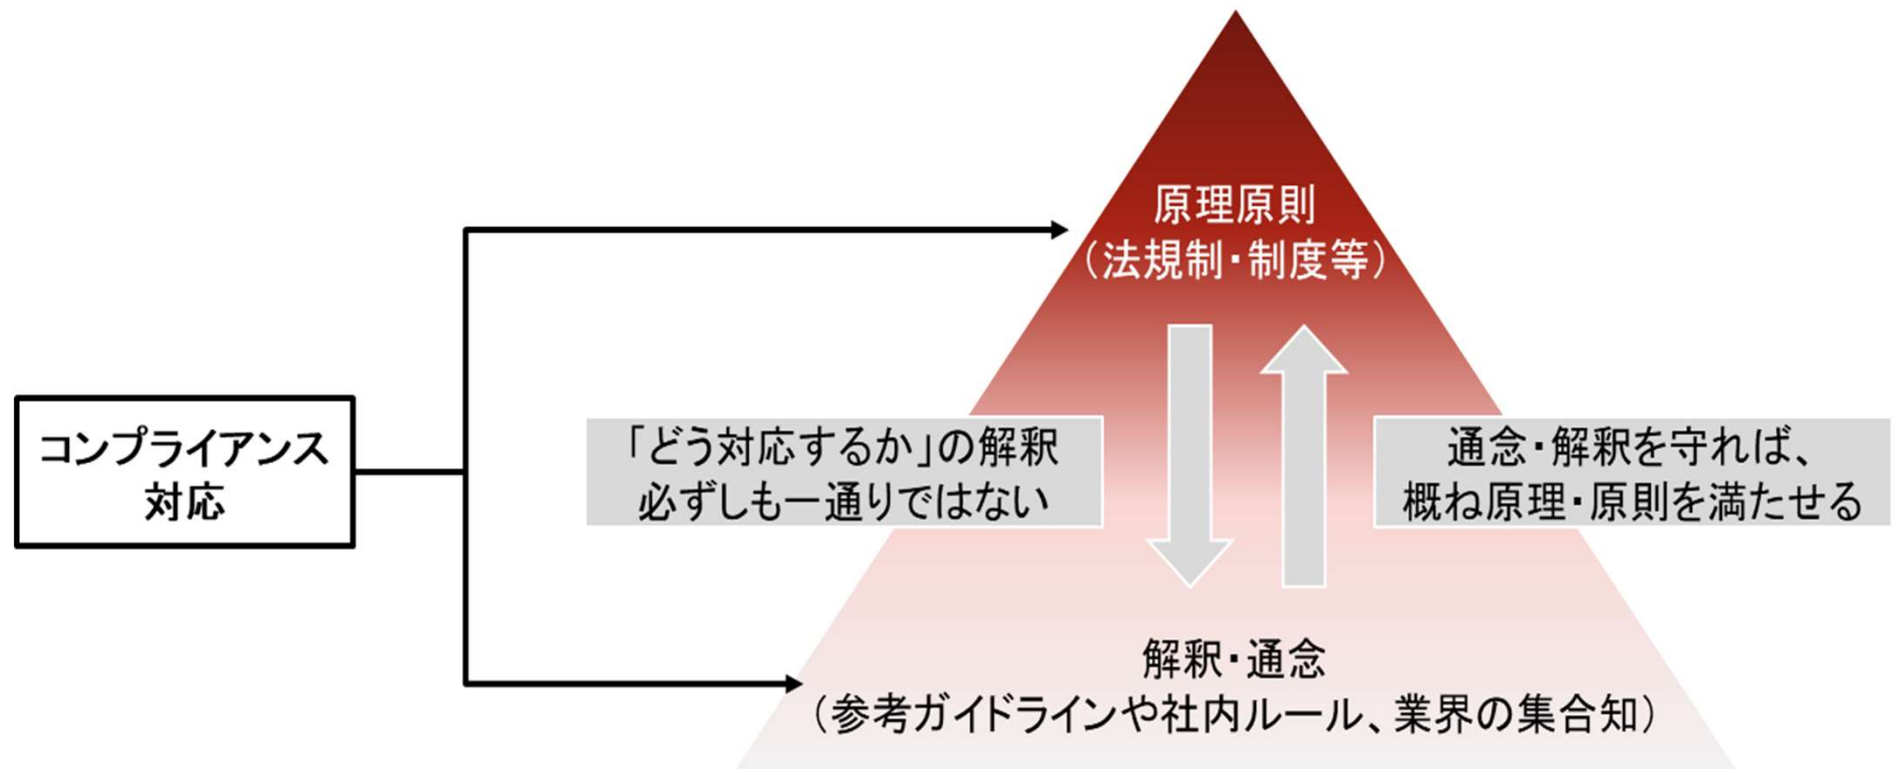 原理原則
（法規制・制度等）
コンプライアンス
対応
「どう対応するか」の解釈
必ずしも一通りではない
通念・解釈を守れば、
概ね原理・原則を満たせる
解釈・通念
（参考ガイドラインや社内ルール、業界の集合知）